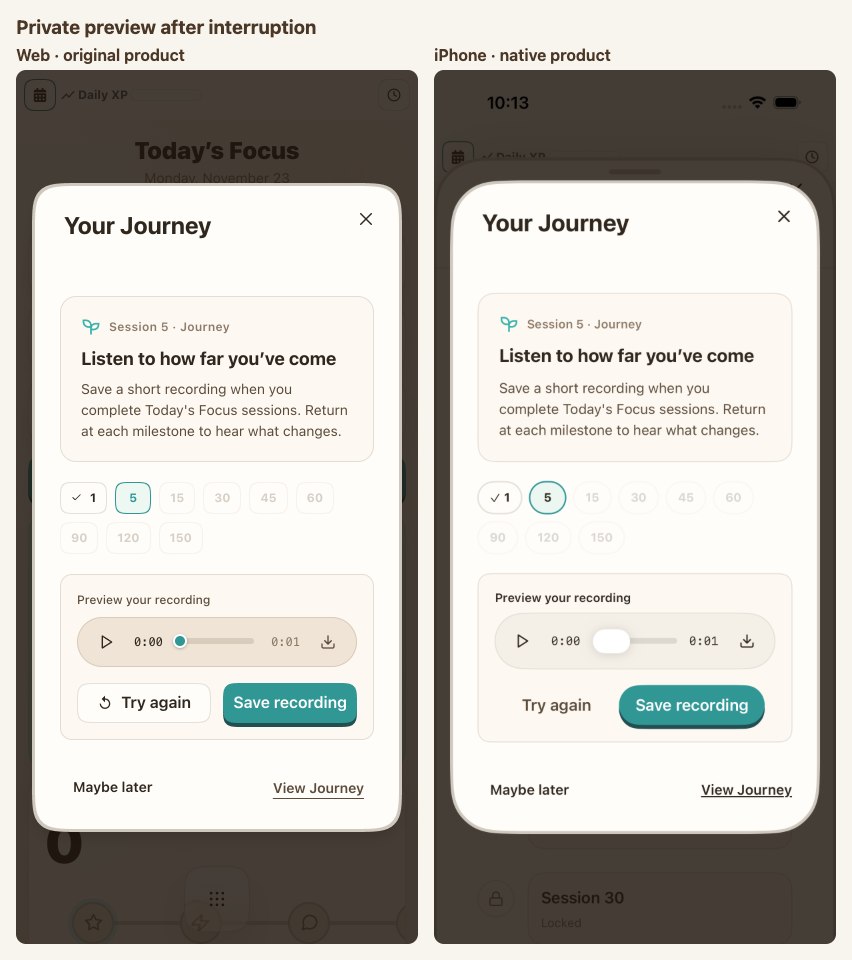 Private preview after interruption
Web · original product
Daily XP
Today's Focus
Monday, November 23
Your Journey
Session 5 · Journey
Listen to how far you've come
Save a short recording when you
complete Today's Focus sessions. Return
at each milestone to hear what changes.
1 5 15 30 45 60
90 120 150
Preview your recording
0:00 0:01
Try again Save recording
Maybe later View Journey
0
iPhone · native product
10:13
Daily XP
Your Journey
Session 5 · Journey
Listen to how far you've come
Save a short recording when you
complete Today's Focus sessions. Return
at each milestone to hear what changes.
1 5 15 30 45 60
90 120 150
Preview your recording
0:00 0:01
Try again Save recording
Maybe later View Journey
Session 30
Locked